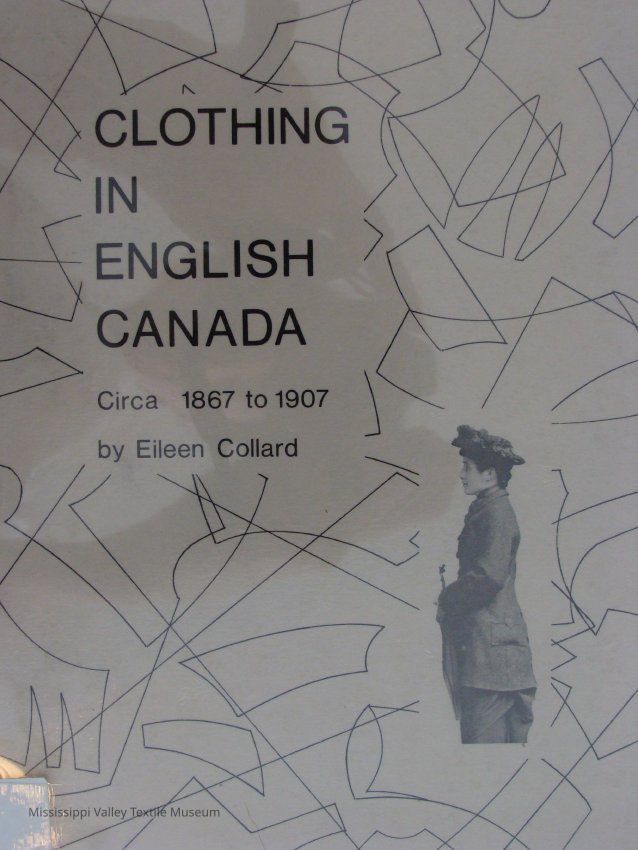 CLOTHING
IN
ENGLISH
CANADA
Circa 1867 to 1907
by Eileen Collard
Mississippi Valley Textile Museum